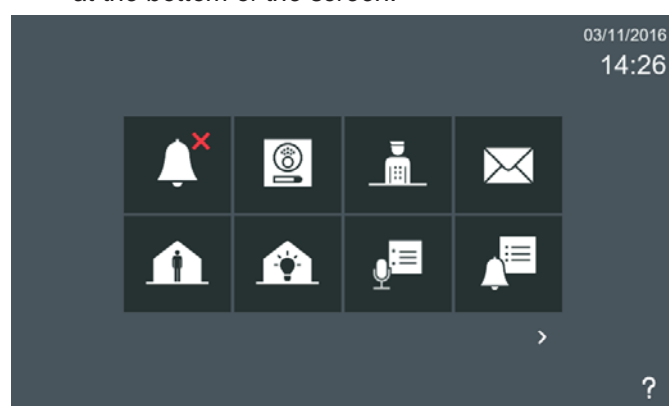 at the bottom of the screen.
03/11/2016
14:26
?